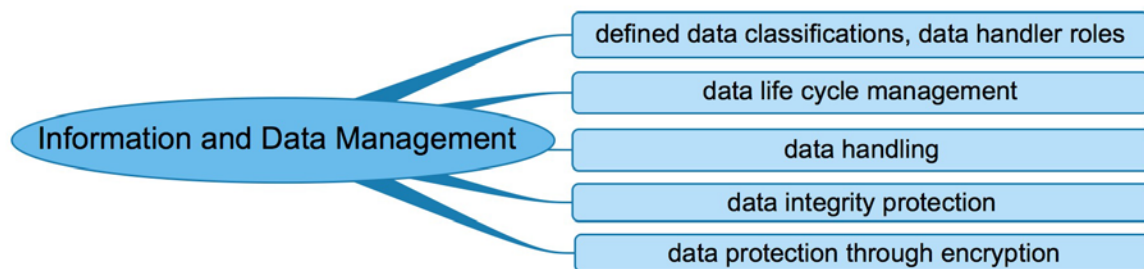 defined data classifications, data handler roles
data life cycle management
Information and Data Management
data handling
data integrity protection
data protection through encryption